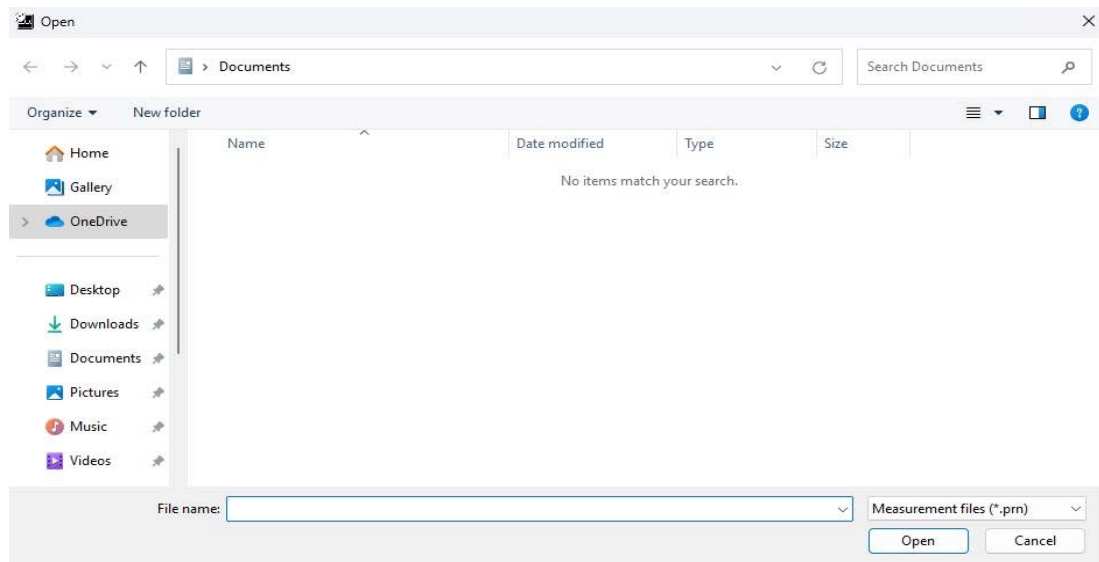 Open
Documents
Search Documents
Organize
New folder
Name
Date modified
Type
Size
No items match your search.
Home
Gallery
OneDrive
Desktop
Downloads
Documents
Pictures
Music
Videos
File name:
Measurement files (*.prn)
Open
Cancel